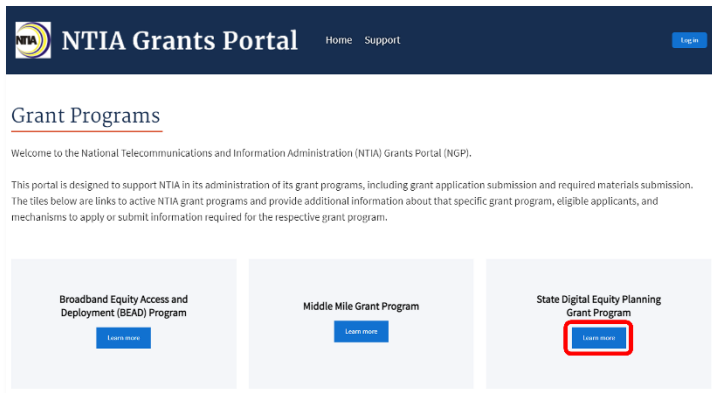 NTIA NTIA Grants Portal Home Support Log in
Grant Programs
Welcome to the National Telecommunications and Information Administration (NTIA) Grants Portal (NGP).
This portal is designed to support NTIA in its administration of its grant programs, including grant application submission and required materials submission.
The tiles below are links to active NTIA grant programs and provide additional information about that specific grant program, eligible applicants, and
mechanisms to apply or submit information required for the respective grant program.
Broadband Equity Access and
Deployment (BEAD) Program
Learn more
Middle Mile Grant Program
Learn more
State Digital Equity Planning
Grant Program
Learn more